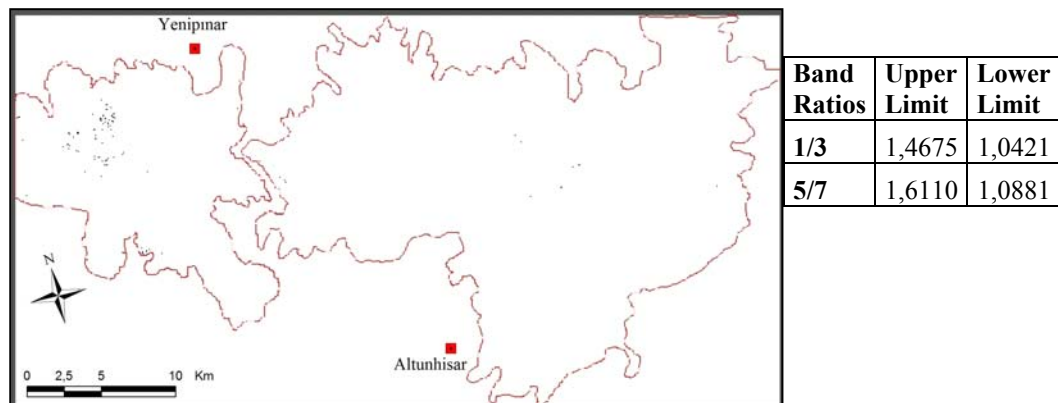 Yenipınar
N
Altunhisar
0 2,5 5 10 Km
Band Ratios Upper Limit Lower Limit
1/3 1,4675 1,0421
5/7 1,6110 1,0881